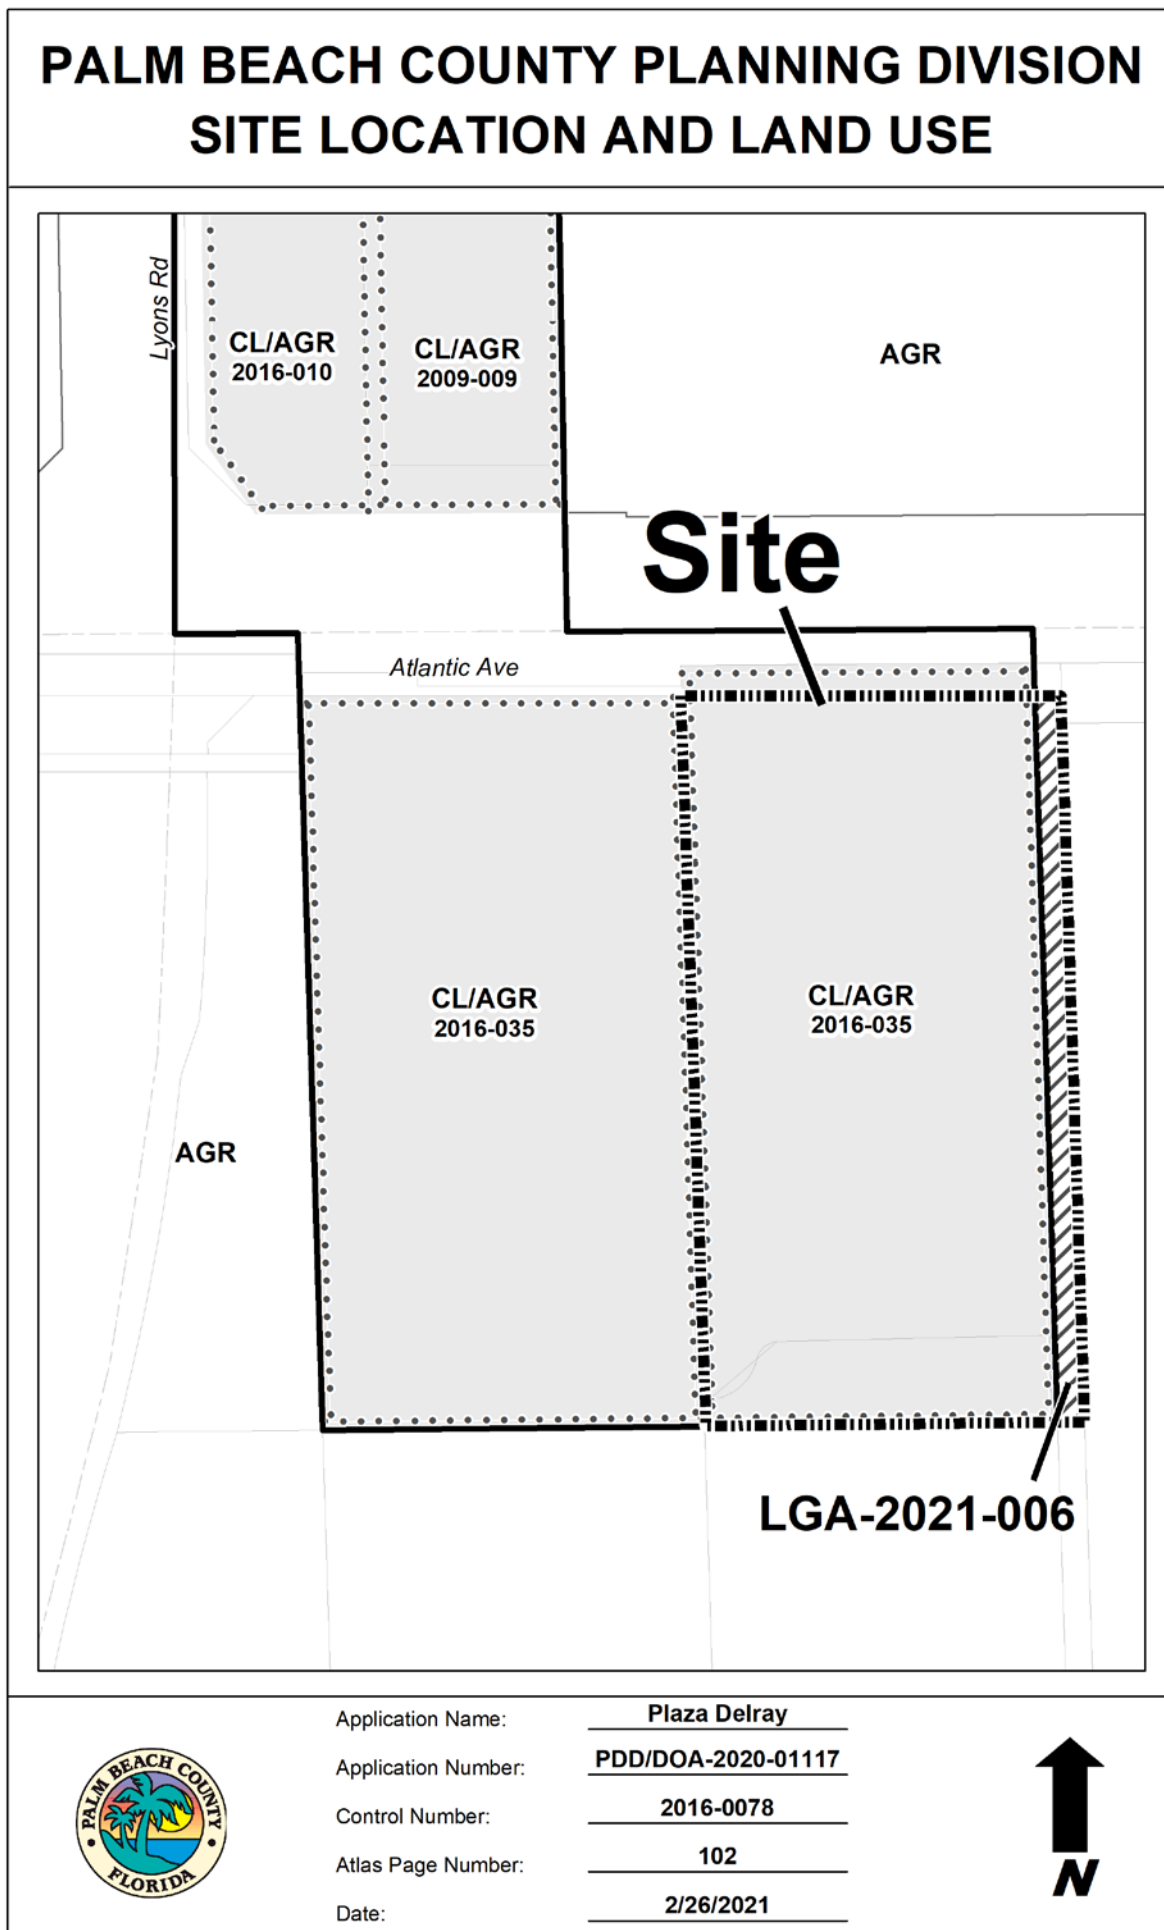 PALM BEACH COUNTY PLANNING DIVISION
SITE LOCATION AND LAND USE
Lyons Rd
CL/AGR
2016-010
CL/AGR
2009-009
AGR
Site
Atlantic Ave
CL/AGR
2016-035
CL/AGR
2016-035
AGR
LGA-2021-006
PALM BEACH COUNTY
FLORIDA
Application Name: Plaza Delray
Application Number: PDD/DOA-2020-01117
Control Number: 2016-0078
Atlas Page Number: 102
Date: 2/26/2021
N